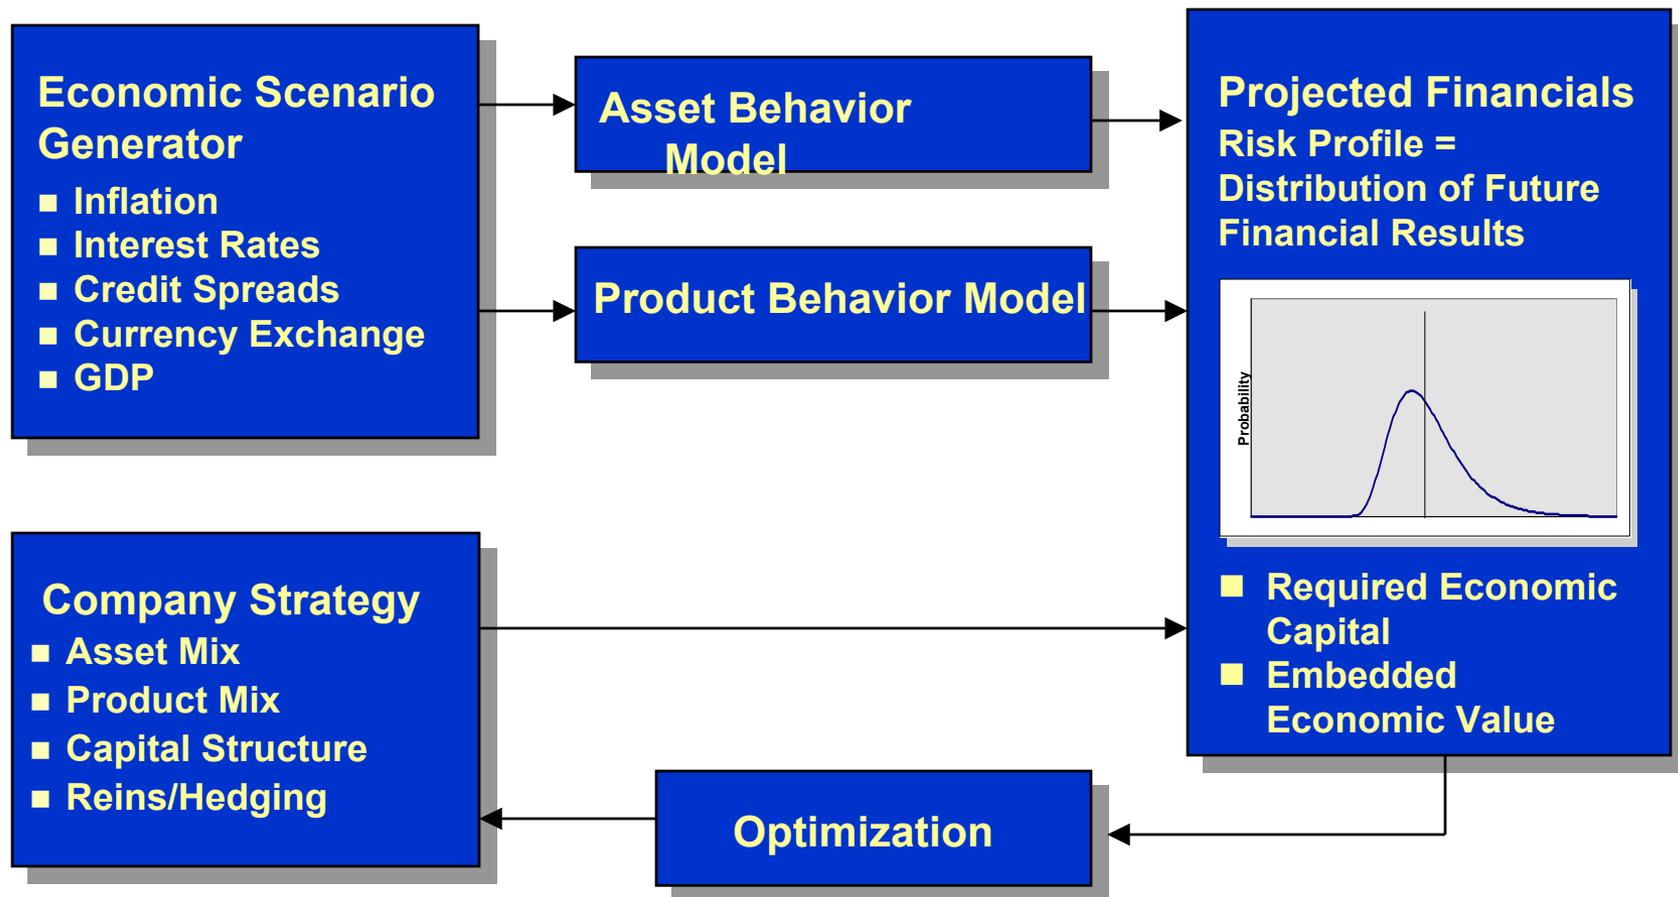 Economic Scenario
Generator
Inflation
Interest Rates
Credit Spreads
Currency Exchange
GDP
Asset Behavior
Model
Product Behavior Model
Projected Financials
Risk Profile =
Distribution of Future
Financial Results
Probability
Required Economic
Capital
Embedded
Economic Value
Company Strategy
Asset Mix
Product Mix
Capital Structure
Reins/Hedging
Optimization